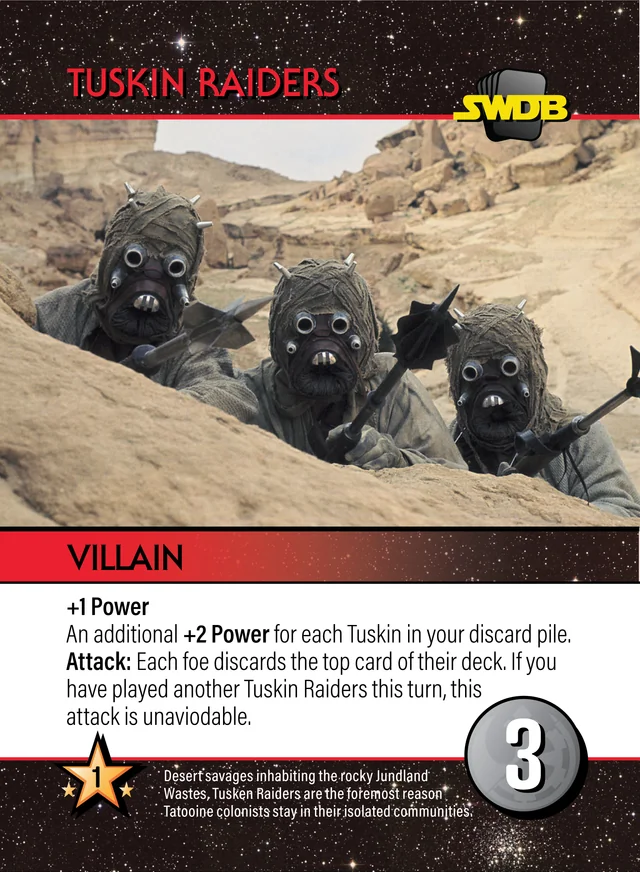 TUSKIN RAIDERS
SWDB
VILLAIN
+1 Power
An additional +2 Power for each Tuskin in your discard pile.
Attack: Each foe discards the top card of their deck. If you
have played another Tuskin Raiders this turn, this
attack is unaviodable.
3
1
Desert savages inhabiting the rocky Jundland
Wastes, Tusken Raiders are the foremost reason
Tatooine colonists stay in their isolated communities.